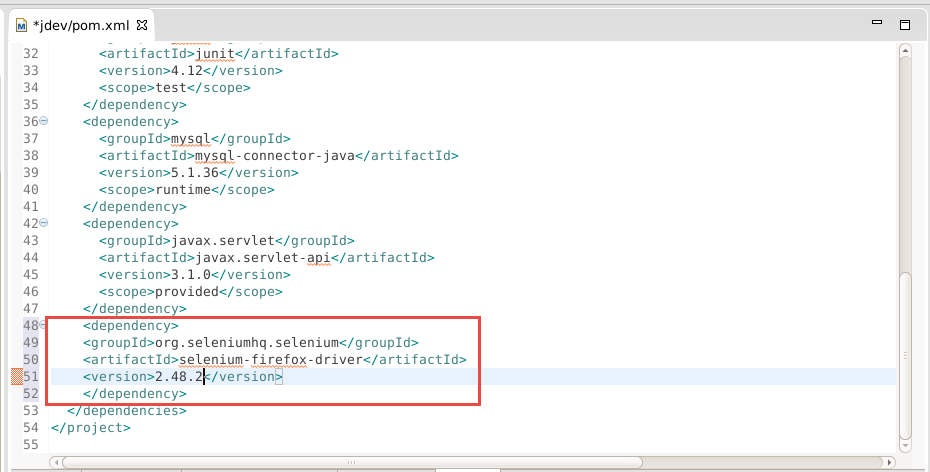 *jdev/pom.xml
32 <artifactId>junit</artifactId>
33 <version>4.12</version>
34 <scope>test</scope>
35 </dependency>
36 <dependency>
37 <groupId>mysql</groupId>
38 <artifactId>mysql-connector-java</artifactId>
39 <version>5.1.36</version>
40 <scope>runtime</scope>
41 </dependency>
42 <dependency>
43 <groupId>javax.servlet</groupId>
44 <artifactId>javax.servlet-api</artifactId>
45 <version>3.1.0</version>
46 <scope>provided</scope>
47 </dependency>
48 <dependency>
49 <groupId>org.seleniumhq.selenium</groupId>
50 <artifactId>selenium-firefox-driver</artifactId>
51 <version>2.48.2</version>
52 </dependency>
53 </dependencies>
54 </project>
55